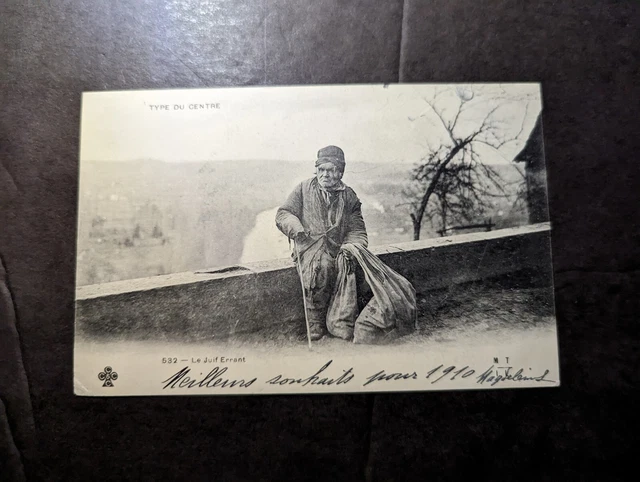 TYPE DU CENTRE
532 — Le Juif Errant
M T
Meilleurs souhaits pour 1910